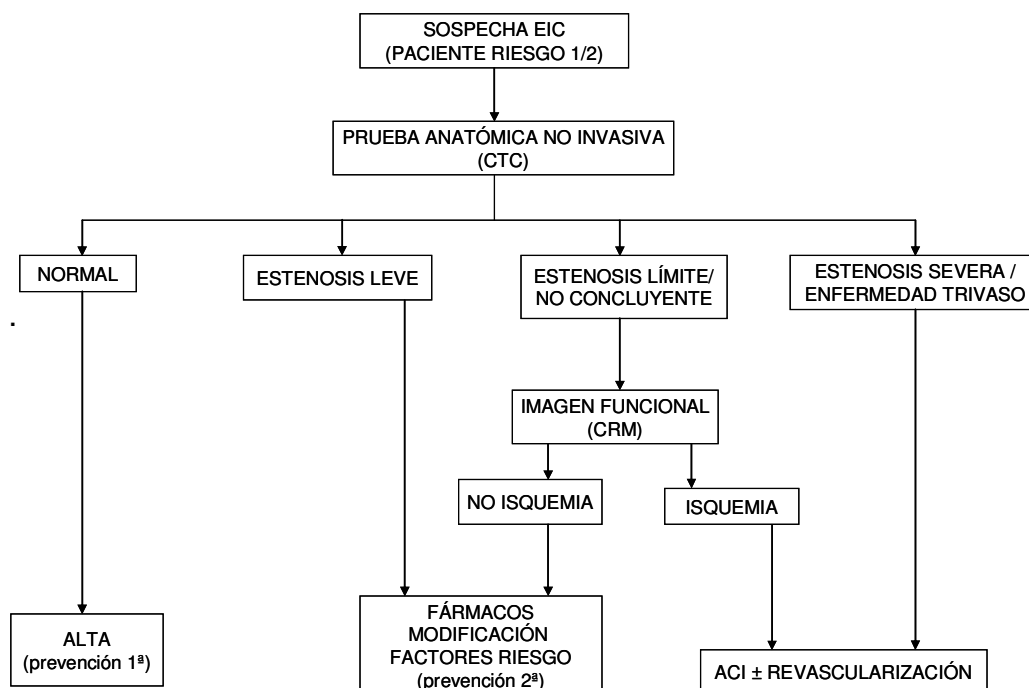 SOSPECHA EIC
(PACIENTE RIESGO 1/2)
PRUEBA ANATÓMICA NO INVASIVA
(CTC)
NORMAL
ESTENOSIS LEVE
ESTENOSIS LÍMITE/
NO CONCLUYENTE
ESTENOSIS SEVERA /
ENFERMEDAD TRIVASO
.
IMAGEN FUNCIONAL
(CRM)
NO ISQUEMIA
ISQUEMIA
ALTA
(prevención 1ª)
FÁRMACOS
MODIFICACIÓN
FACTORES RIESGO
(prevención 2ª)
ACI ± REVASCULARIZACIÓN